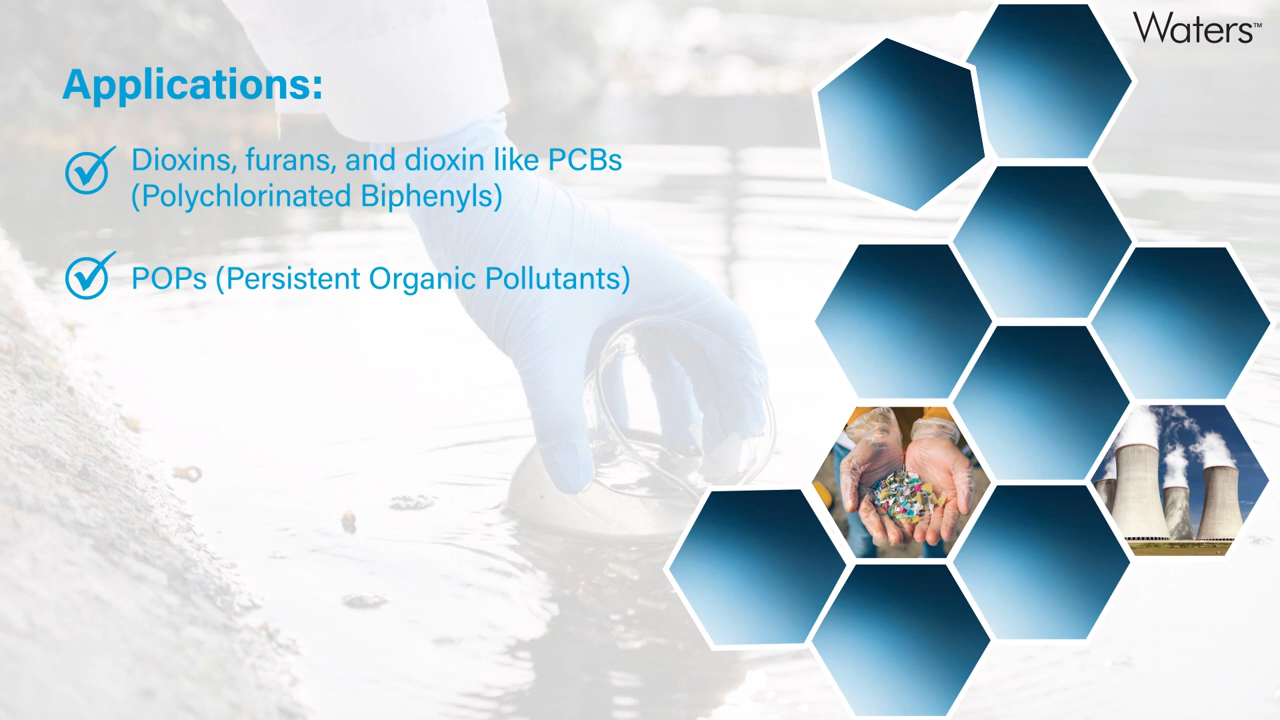 Waters™
Applications:
Dioxins, furans, and dioxin like PCBs
(Polychlorinated Biphenyls)
POPs (Persistent Organic Pollutants)